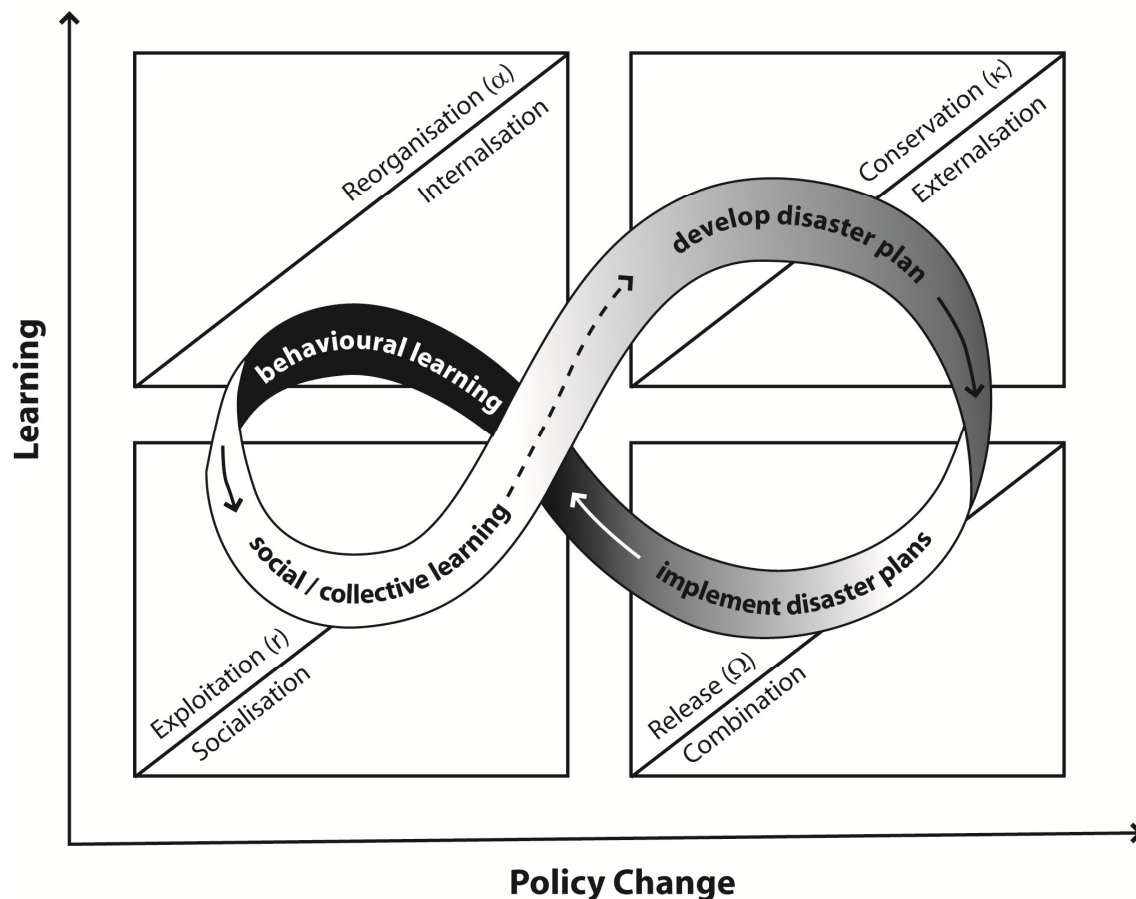 Reorganisation (α)
Internalsation
Conservation (κ)
Externalsation
develop disaster plan
behavioural learning
social / collective learning
implement disaster plans
Exploitation (r)
Socialisation
Release (Ω)
Combination
Learning
Policy Change